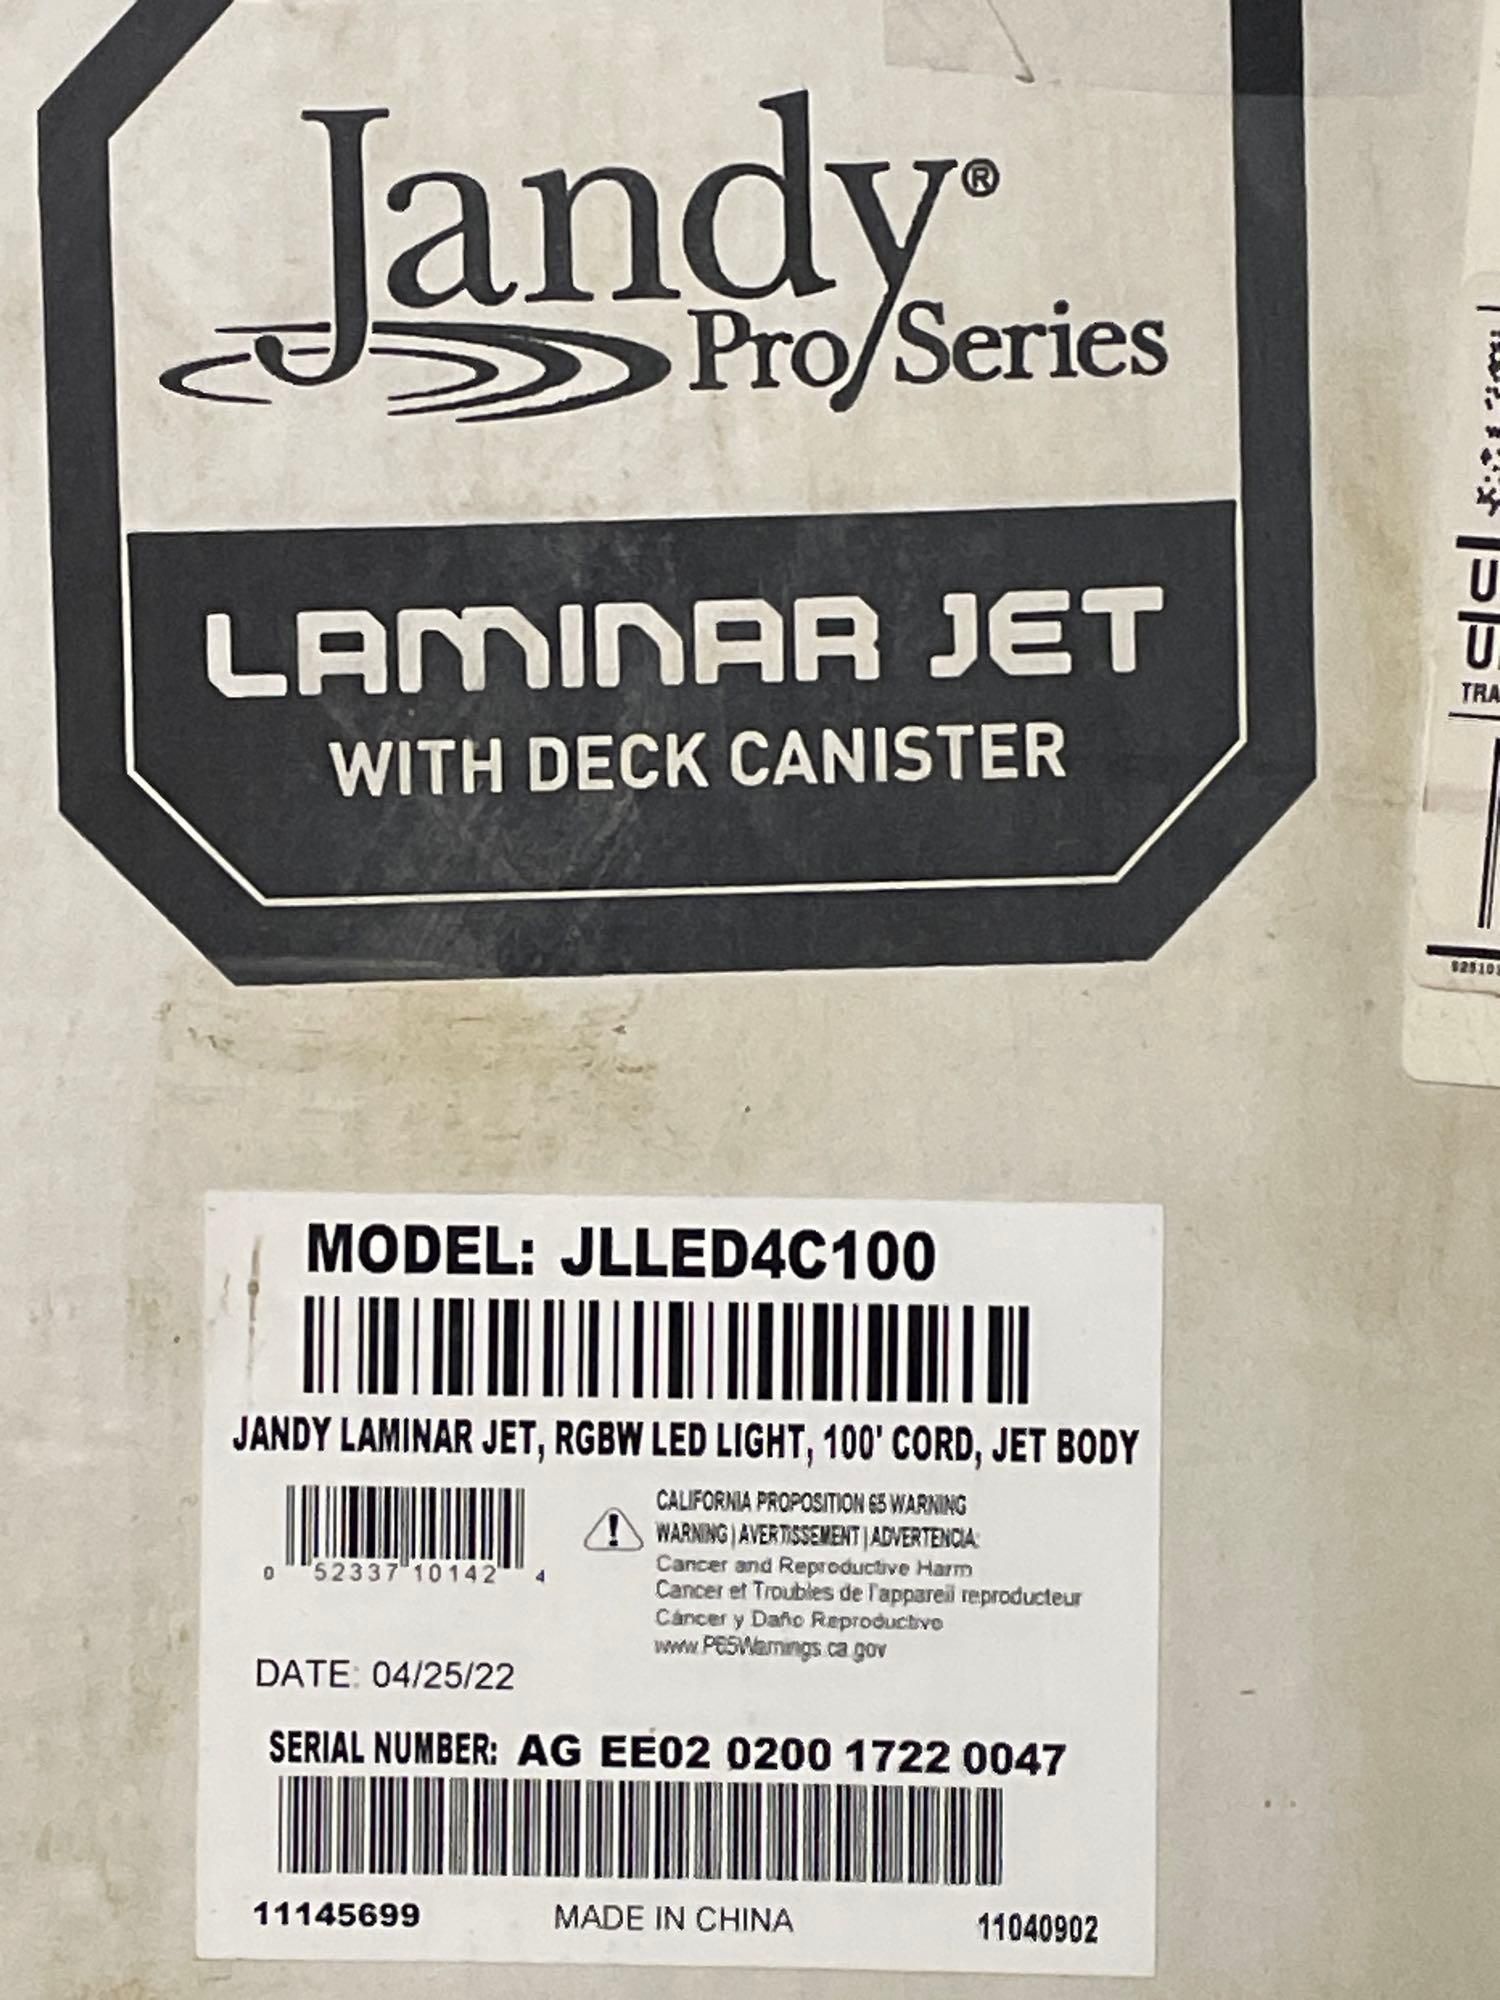 Jandy®
Pro Series
LAMINAR JET
WITH DECK CANISTER
TRA
MODEL: JLLED4C100
JANDY LAMINAR JET, RGBW LED LIGHT, 100' CORD, JET BODY
0 52337 10142 4
CALIFORNIA PROPOSITION 65 WARNING
WARNING | AVERTISSEMENT | ADVERTENCIA:
Cancer and Reproductive Harm
Cancer et Troubles de l'appareil reproducteur
Cáncer y Daño Reproductivo
www.P65Warnings.ca.gov
DATE: 04/25/22
SERIAL NUMBER: AG EE02 0200 1722 0047
11145699 MADE IN CHINA 11040902